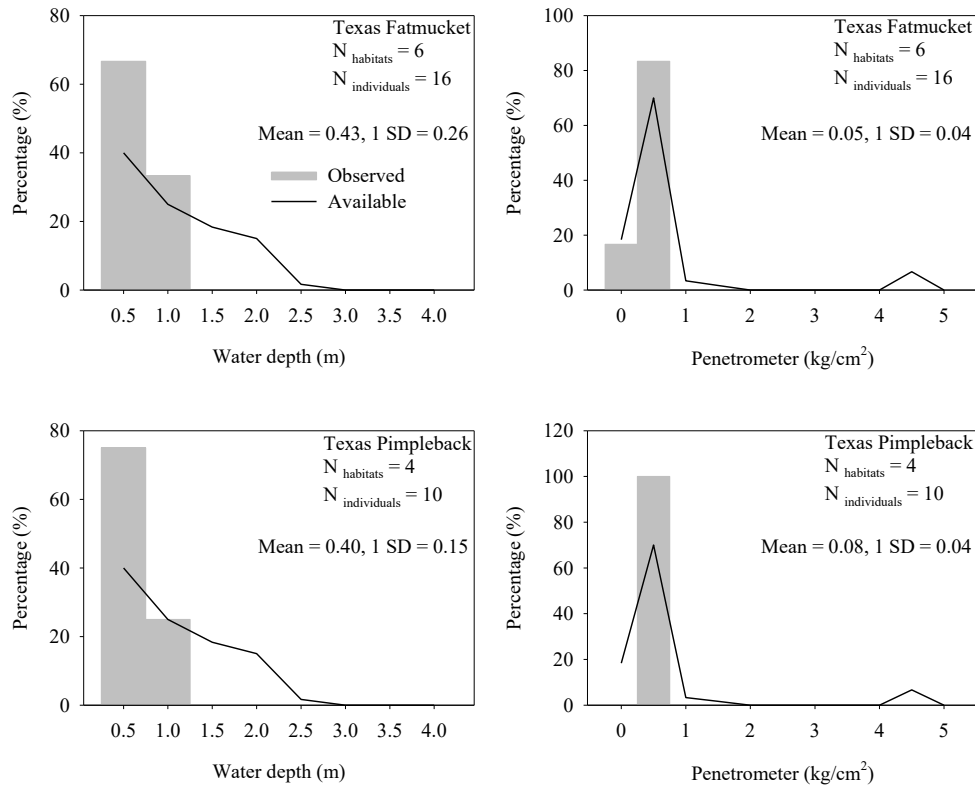 80
60
40
20
0
Percentage (%)
Texas Fatmucket
N habitats = 6
N individuals = 16
Mean = 0.43, 1 SD = 0.26
Observed
Available
0.5 1.0 1.5 2.0 2.5 3.0 3.5 4.0
Water depth (m)
100
80
60
40
20
0
Percentage (%)
Texas Fatmucket
N habitats = 6
N individuals = 16
Mean = 0.05, 1 SD = 0.04
0 1 2 3 4 5
Penetrometer (kg/cm²)
80
60
40
20
0
Percentage (%)
Texas Pimpleback
N habitats = 4
N individuals = 10
Mean = 0.40, 1 SD = 0.15
0.5 1.0 1.5 2.0 2.5 3.0 3.5 4.0
Water depth (m)
120
100
80
60
40
20
0
Percentage (%)
Texas Pimpleback
N habitats = 4
N individuals = 10
Mean = 0.08, 1 SD = 0.04
0 1 2 3 4 5
Penetrometer (kg/cm²)